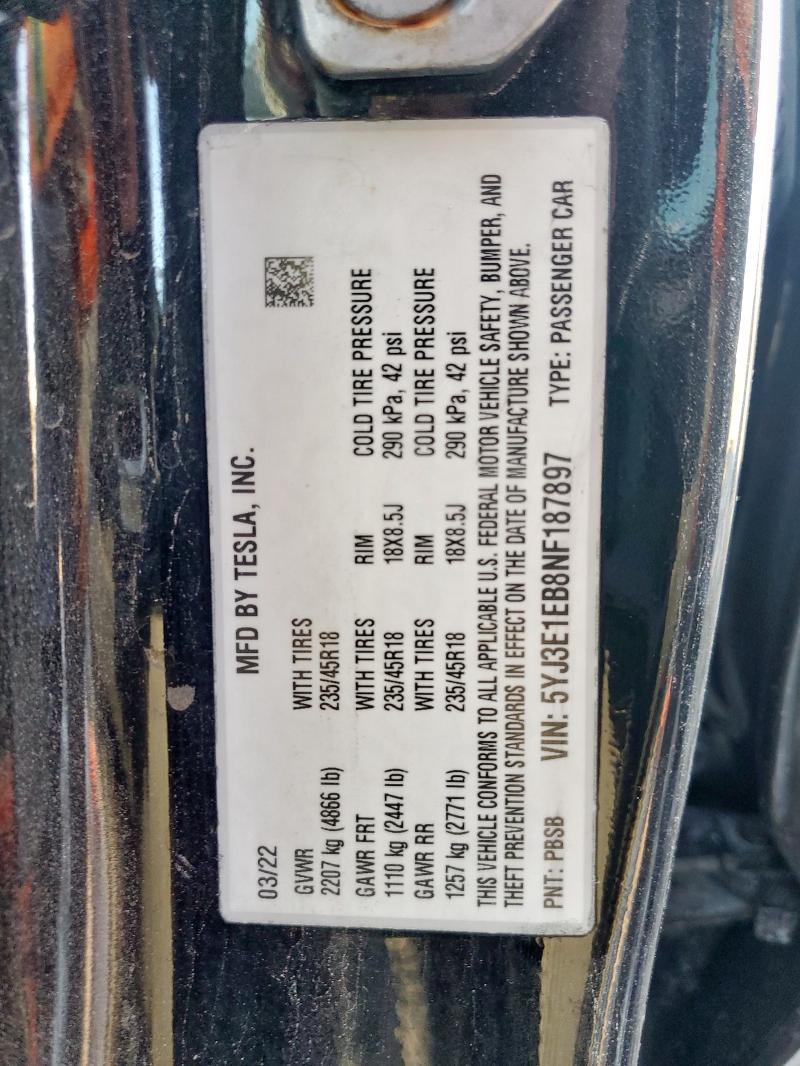 MFD BY TESLA, INC.
03/22
GVWR WITH TIRES
2207 kg (4866 lb) 235/45R18
GAWR FRT WITH TIRES RIM COLD TIRE PRESSURE
1110 kg (2447 lb) 235/45R18 18X8.5J 290 kPa, 42 psi
GAWR RR WITH TIRES RIM COLD TIRE PRESSURE
1257 kg (2771 lb) 235/45R18 18X8.5J 290 kPa, 42 psi
THIS VEHICLE CONFORMS TO ALL APPLICABLE U.S. FEDERAL MOTOR VEHICLE SAFETY, BUMPER, AND
THEFT PREVENTION STANDARDS IN EFFECT ON THE DATE OF MANUFACTURE SHOWN ABOVE.
PNT: PBSB VIN: 5YJ3E1EB8NF187897 TYPE: PASSENGER CAR